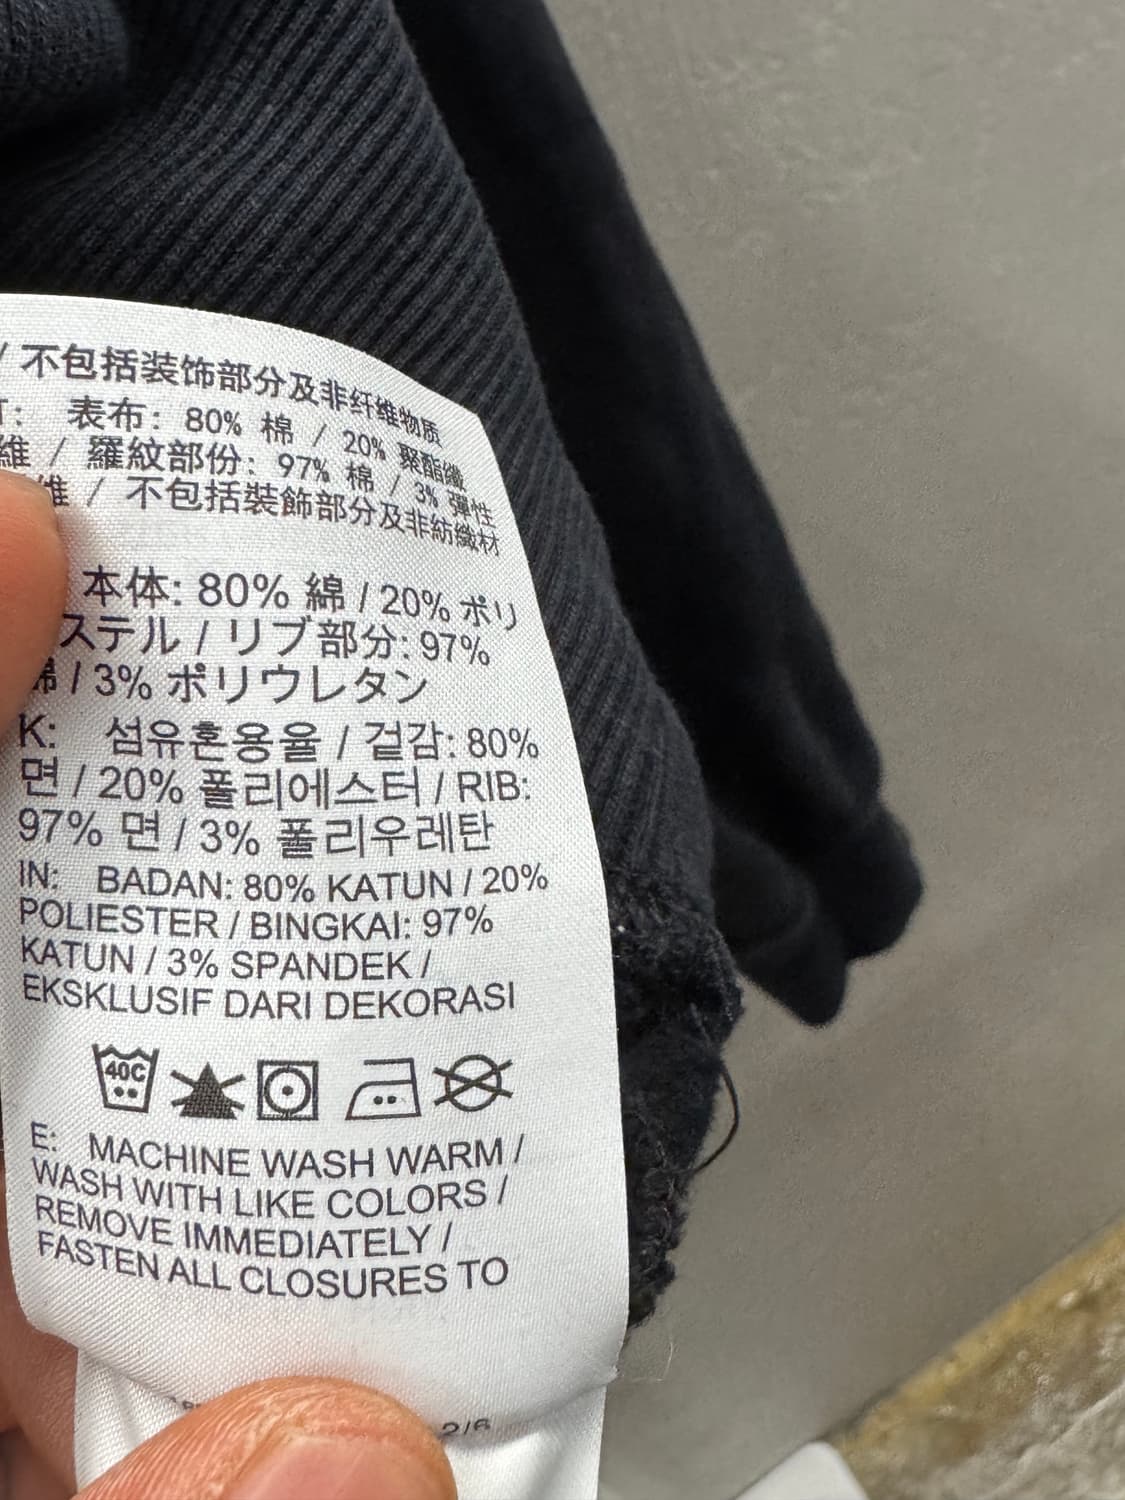 / 不包括装饰部分及非纤维物质
T: 表布: 80% 棉 / 20% 聚酯纖
維 / 羅紋部份: 97% 棉 / 3% 彈性
維 / 不包括裝飾部分及非紡織材
本体: 80% 綿 / 20% ポリ
ステル / リブ部分: 97%
綿 / 3% ポリウレタン
K: 섬유혼용율 / 겉감: 80%
면 / 20% 폴리에스터 / RIB:
97% 면 / 3% 폴리우레탄
IN: BADAN: 80% KATUN / 20%
POLIESTER / BINGKAI: 97%
KATUN / 3% SPANDEK /
EKSKLUSIF DARI DEKORASI
40C
E: MACHINE WASH WARM /
WASH WITH LIKE COLORS /
REMOVE IMMEDIATELY /
FASTEN ALL CLOSURES TO
2/6